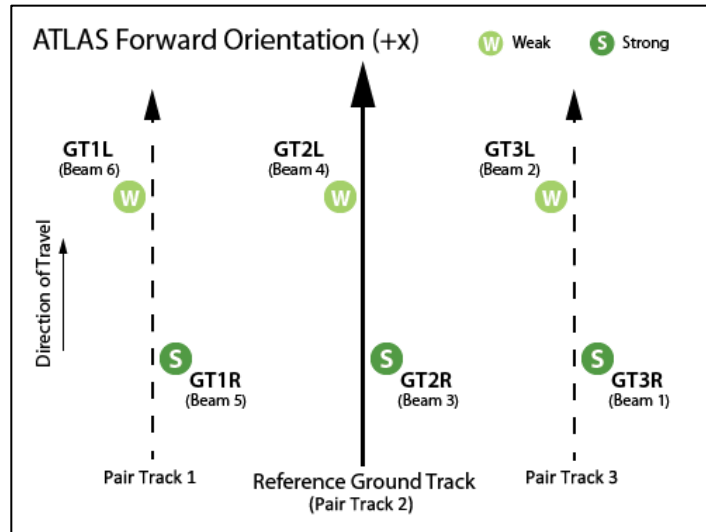 ATLAS Forward Orientation (+x)
W Weak
S Strong
GT1L
(Beam 6)
W
GT2L
(Beam 4)
W
GT3L
(Beam 2)
W
Direction of Travel
S
GT1R
(Beam 5)
S
GT2R
(Beam 3)
S
GT3R
(Beam 1)
Pair Track 1
Reference Ground Track
(Pair Track 2)
Pair Track 3